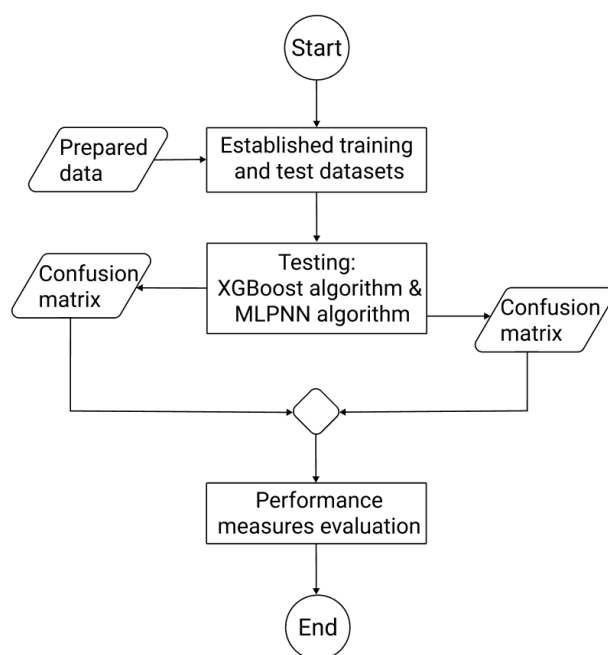 Start
Prepared
data
Established training
and test datasets
Testing:
XGBoost algorithm &
MLPNN algorithm
Confusion
matrix
Confusion
matrix
Performance
measures evaluation
End